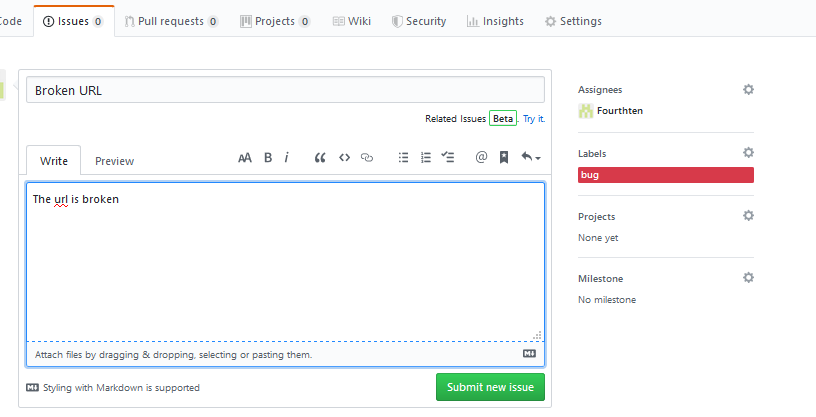 Code Issues 0 Pull requests 0 Projects 0 Wiki Security Insights Settings
Broken URL
Related Issues Beta. Try it.
Write Preview AA B i @
The url is broken
Attach files by dragging & dropping, selecting or pasting them.
Styling with Markdown is supported
Submit new issue
Assignees
Fourthten
Labels
bug
Projects
None yet
Milestone
No milestone